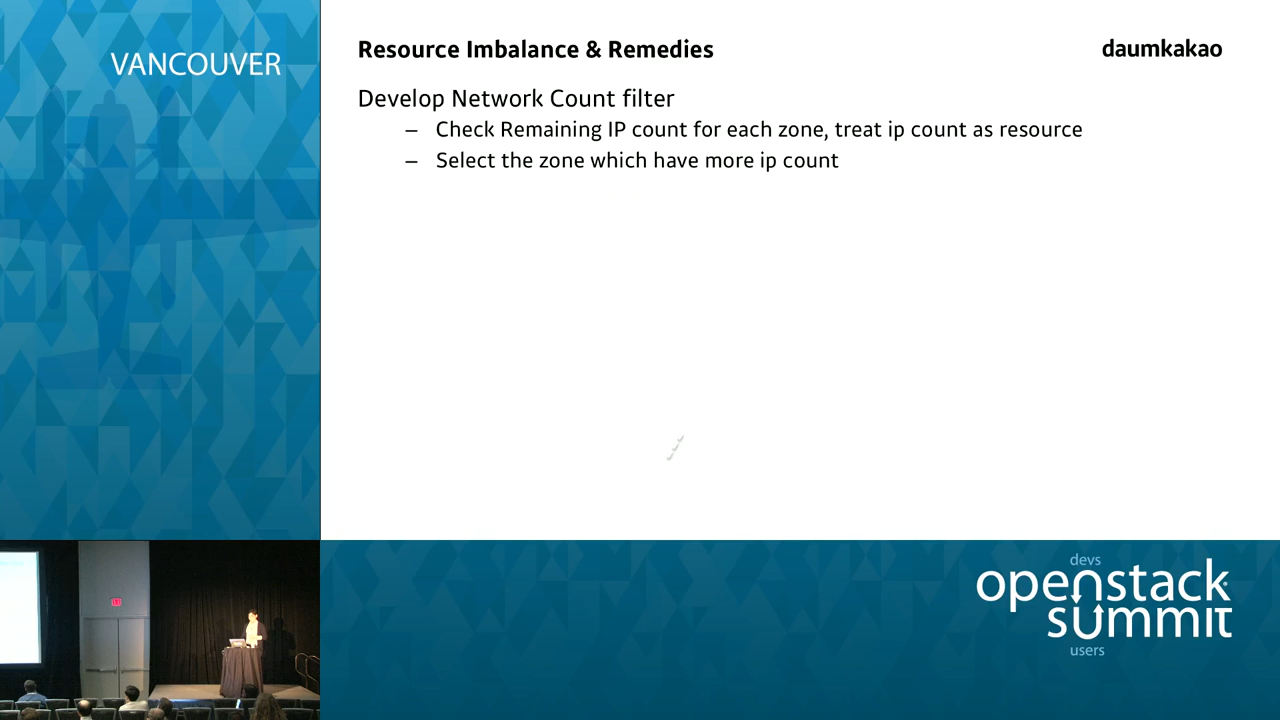 VANCOUVER
Resource Imbalance & Remedies
daumkakao
Develop Network Count filter
– Check Remaining IP count for each zone, treat ip count as resource
– Select the zone which have more ip count
devs
openstack
summit
users